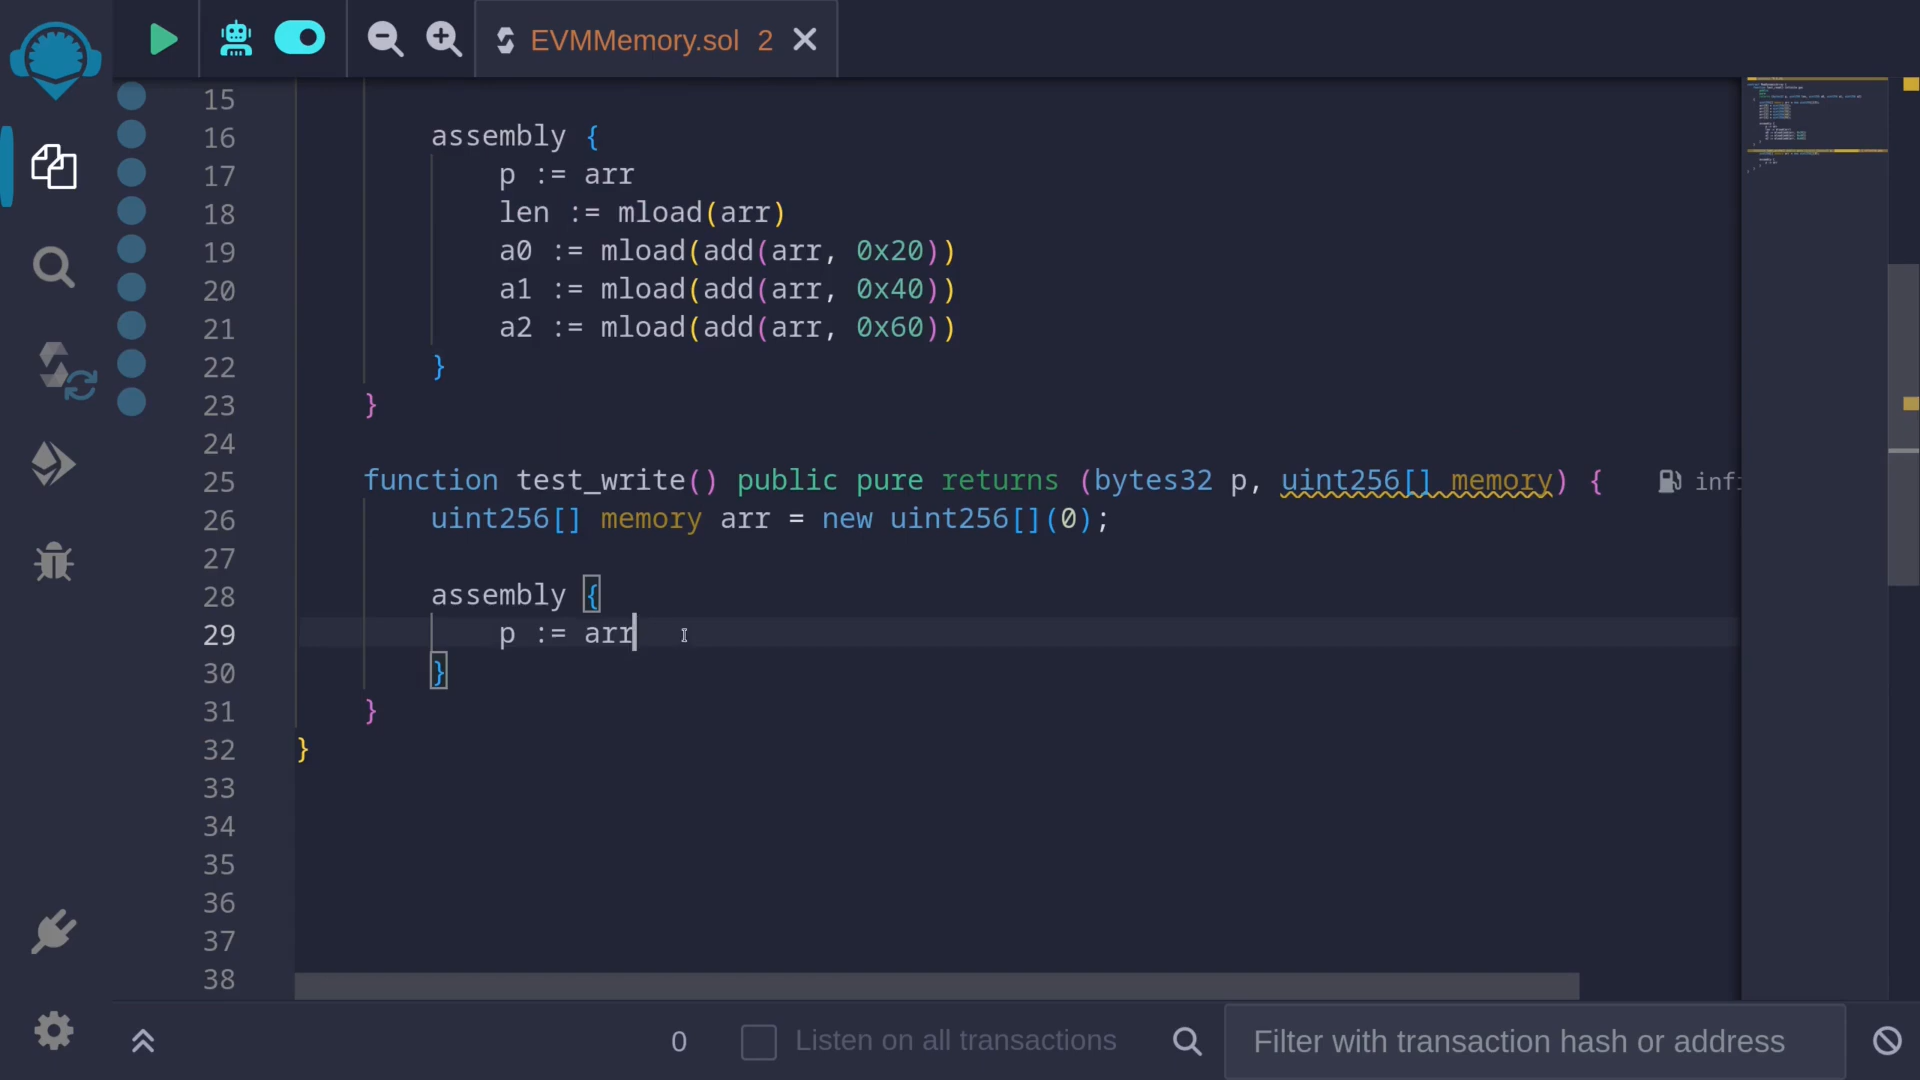 EVMMemory.sol 2
15
16 assembly {
17 p := arr
18 len := mload(arr)
19 a0 := mload(add(arr, 0x20))
20 a1 := mload(add(arr, 0x40))
21 a2 := mload(add(arr, 0x60))
22 }
23 }
24
25 function test_write() public pure returns (bytes32 p, uint256[] memory) { infi
26 uint256[] memory arr = new uint256[](0);
27
28 assembly {
29 p := arr
30 }
31 }
32 }
33
34
35
36
37
38
0 Listen on all transactions Filter with transaction hash or address